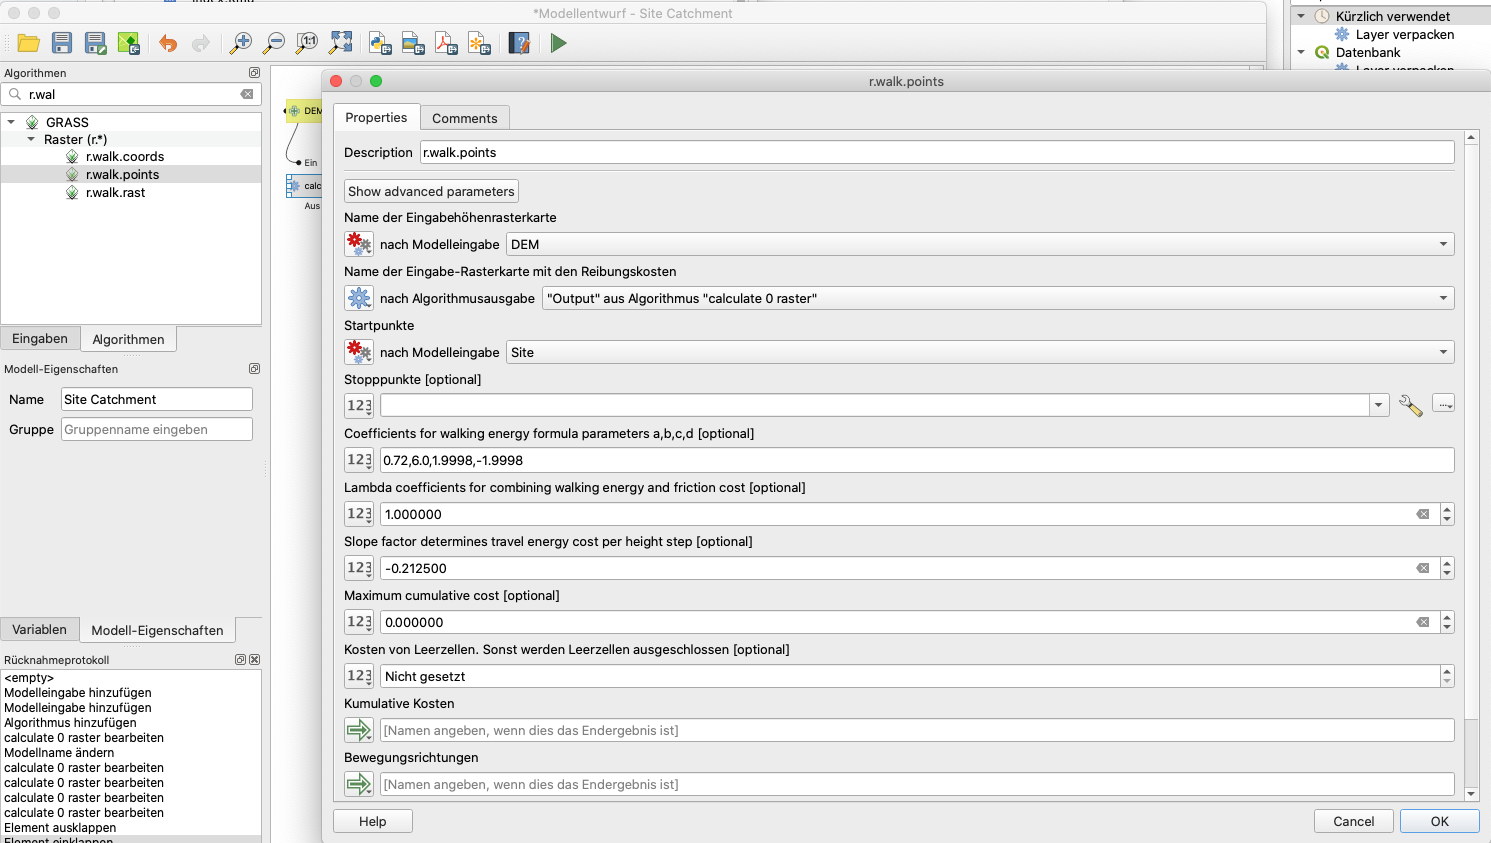 *Modellentwurf - Site Catchment
Kürzlich verwendet
Layer verpacken
Datenbank
Layer verpacken
Algorithmen
r.wal
GRASS
Raster (r.*)
r.walk.coords
r.walk.points
r.walk.rast
Eingaben
Algorithmen
Modell-Eigenschaften
Name
Site Catchment
Gruppe
Gruppenname eingeben
Variablen
Modell-Eigenschaften
Rücknahmeprotokoll
<empty>
Modelleingabe hinzufügen
Modelleingabe hinzufügen
Algorithmus hinzufügen
calculate 0 raster bearbeiten
Modellname ändern
calculate 0 raster bearbeiten
calculate 0 raster bearbeiten
calculate 0 raster bearbeiten
calculate 0 raster bearbeiten
Element ausklappen
Element einklappen
DEM
Ein
calc
Aus
r.walk.points
Properties
Comments
Description
r.walk.points
Show advanced parameters
Name der Eingabehöhenrasterkarte
nach Modelleingabe
DEM
Name der Eingabe-Rasterkarte mit den Reibungskosten
nach Algorithmusausgabe
"Output" aus Algorithmus "calculate 0 raster"
Startpunkte
nach Modelleingabe
Site
Stopppunkte [optional]
123
...
Coefficients for walking energy formula parameters a,b,c,d [optional]
123
0.72,6.0,1.9998,-1.9998
Lambda coefficients for combining walking energy and friction cost [optional]
123
1.000000
Slope factor determines travel energy cost per height step [optional]
123
-0.212500
Maximum cumulative cost [optional]
123
0.000000
Kosten von Leerzellen. Sonst werden Leerzellen ausgeschlossen [optional]
123
Nicht gesetzt
Kumulative Kosten
[Namen angeben, wenn dies das Endergebnis ist]
Bewegungsrichtungen
[Namen angeben, wenn dies das Endergebnis ist]
Help
Cancel
OK